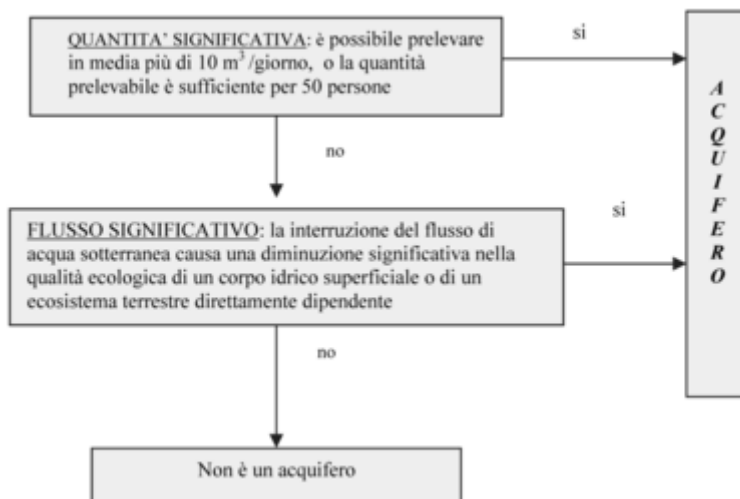 QUANTITA' SIGNIFICATIVA: è possibile prelevare
in media più di 10 m³/giorno, o la quantità
prelevabile è sufficiente per 50 persone
si
no
FLUSSO SIGNIFICATIVO: la interruzione del flusso di
acqua sotterranea causa una diminuzione significativa nella
qualità ecologica di un corpo idrico superficiale o di un
ecosistema terrestre direttamente dipendente
si
no
Non è un acquifero
A
C
Q
U
I
F
E
R
O